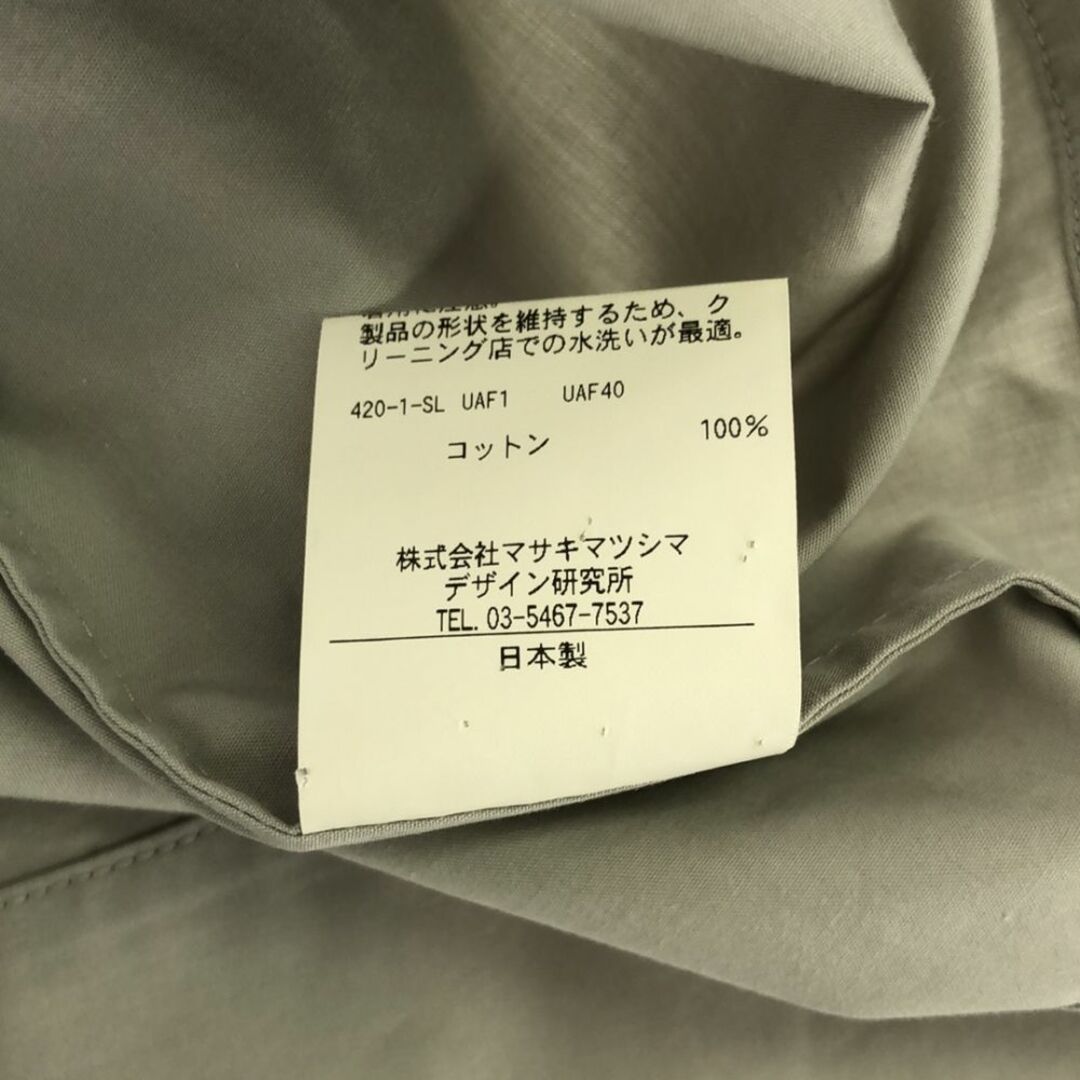 製品の形状を維持するため、ク
リーニング店での水洗いが最適。
420-1-SL UAF1 UAF40
コットン 100%
株式会社マサキマツシマ
デザイン研究所
TEL. 03-5467-7537
日本製